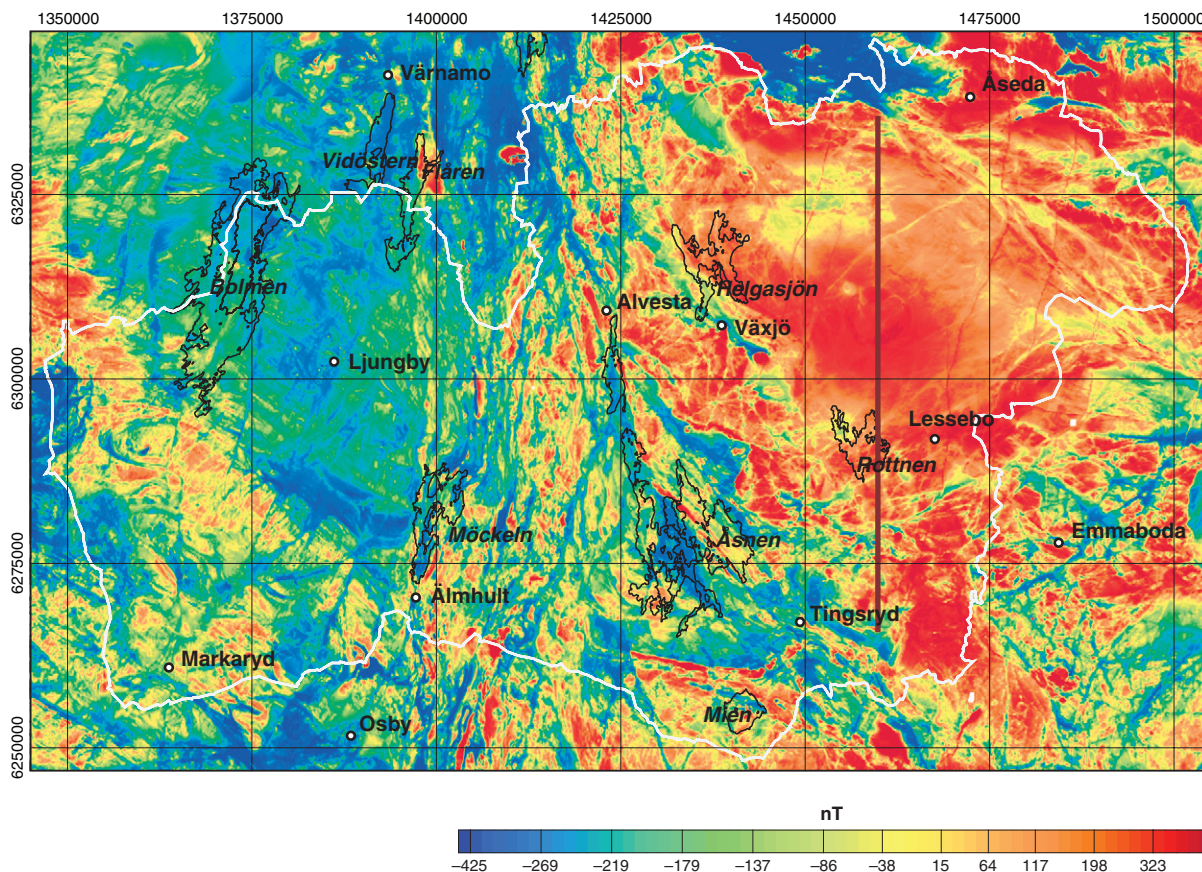 1350000 1375000 1400000 1425000 1450000 1475000 1500000
Värnamo
Åseda
Vidöstern
Flåren
6325000
Bolmen
Helgasjön
Alvesta
Växjö
Ljungby
6300000
Lessebo
Rottnen
Möckeln
Åsnen
Emmaboda
6275000
Älmhult
Tingsryd
Markaryd
Mien
Osby
6250000
nT
–425 –269 –219 –179 –137 –86 –38 15 64 117 198 323